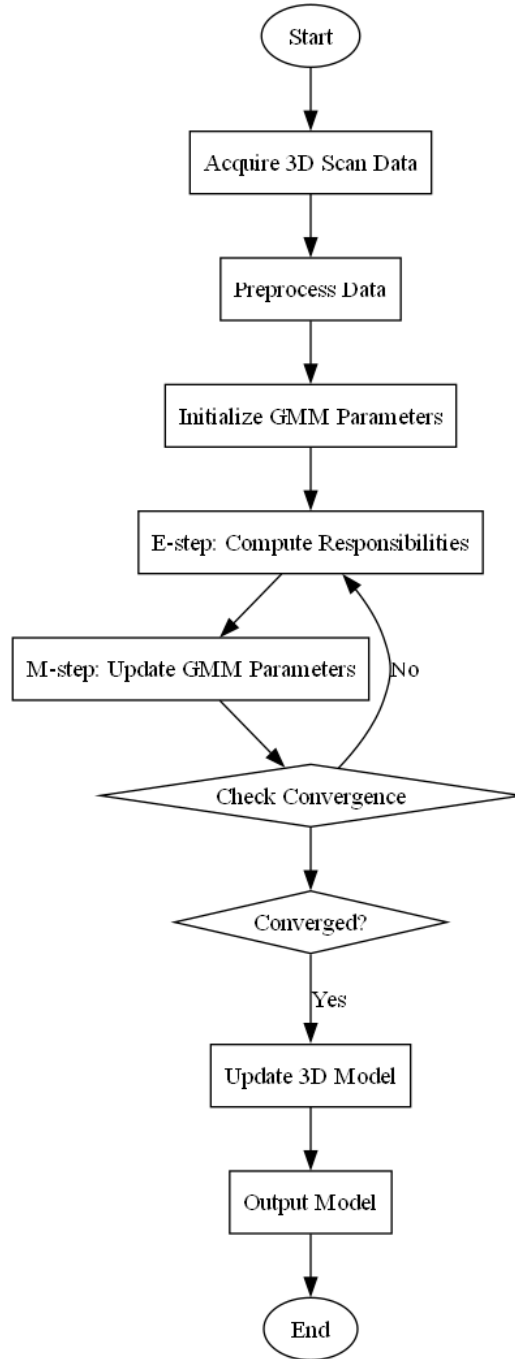 Start
Acquire 3D Scan Data
Preprocess Data
Initialize GMM Parameters
E-step: Compute Responsibilities
M-step: Update GMM Parameters
No
Check Convergence
Converged?
Yes
Update 3D Model
Output Model
End